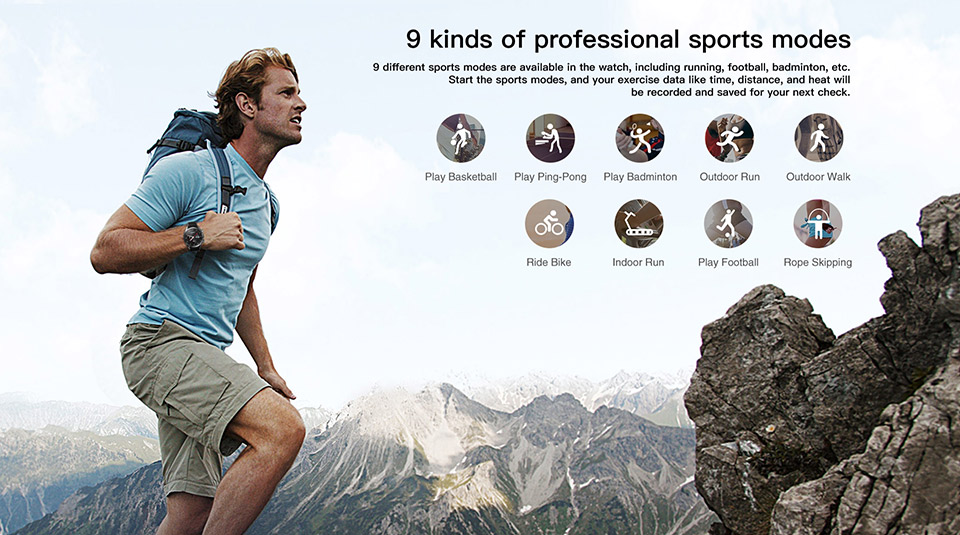 9 kinds of professional sports modes
9 different sports modes are available in the watch, including running, football, badminton, etc.
Start the sports modes, and your exercise data like time, distance, and heat will
be recorded and saved for your next check.
Play Basketball
Play Ping-Pong
Play Badminton
Outdoor Run
Outdoor Walk
Ride Bike
Indoor Run
Play Football
Rope Skipping